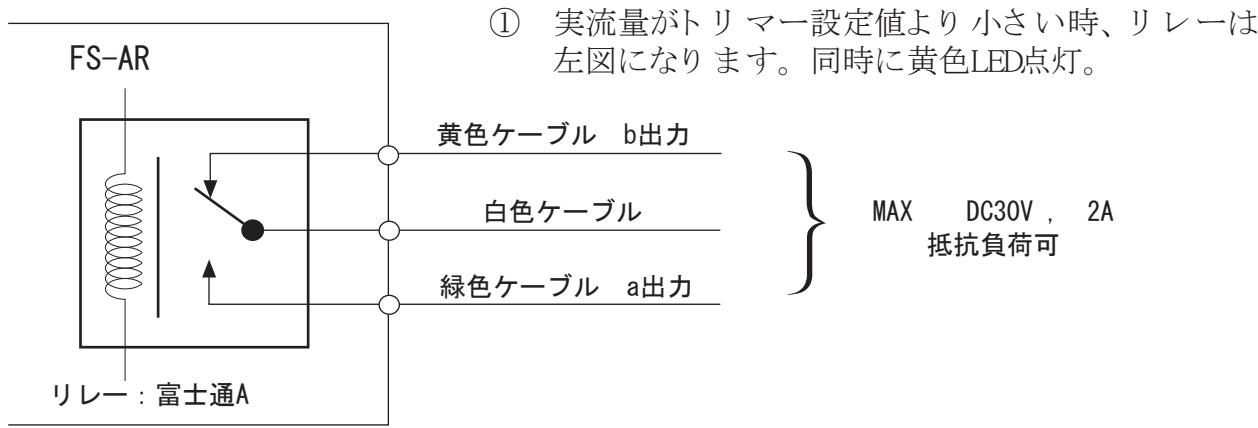 ① 実流量がトリマー設定値より小さい時、リレーは
左図になります。同時に黄色LED点灯。
FS-AR
黄色ケーブル b出力
白色ケーブル
緑色ケーブル a出力
MAX DC30V , 2A
抵抗負荷可
リレー：富士通A